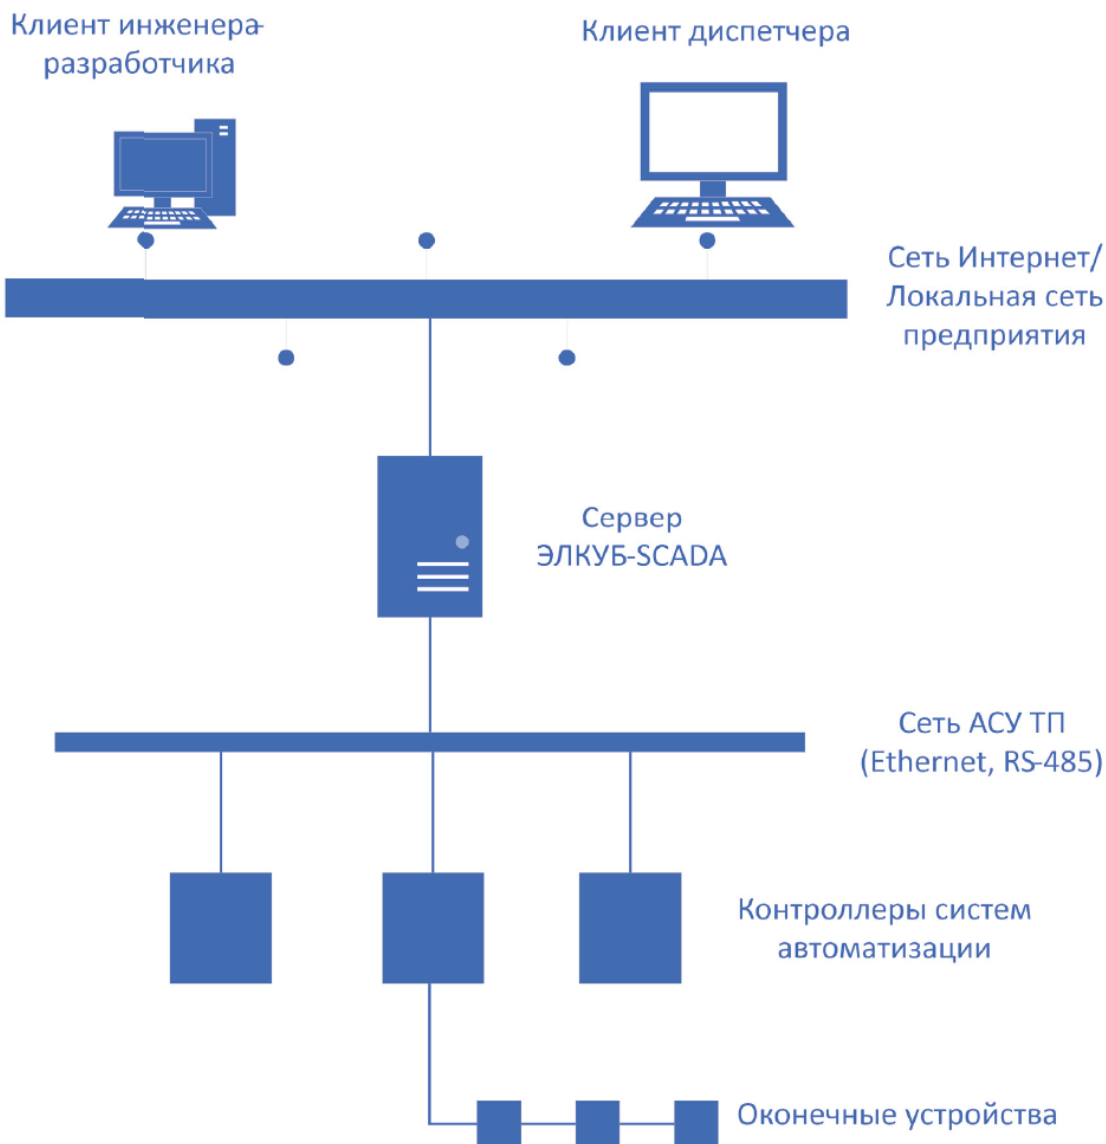 Клиент инженера-
разработчика
Клиент диспетчера
Сеть Интернет/
Локальная сеть
предприятия
Сервер
ЭЛКУБ-SCADA
Сеть АСУ ТП
(Ethernet, RS-485)
Контроллеры систем
автоматизации
Оконечные устройства